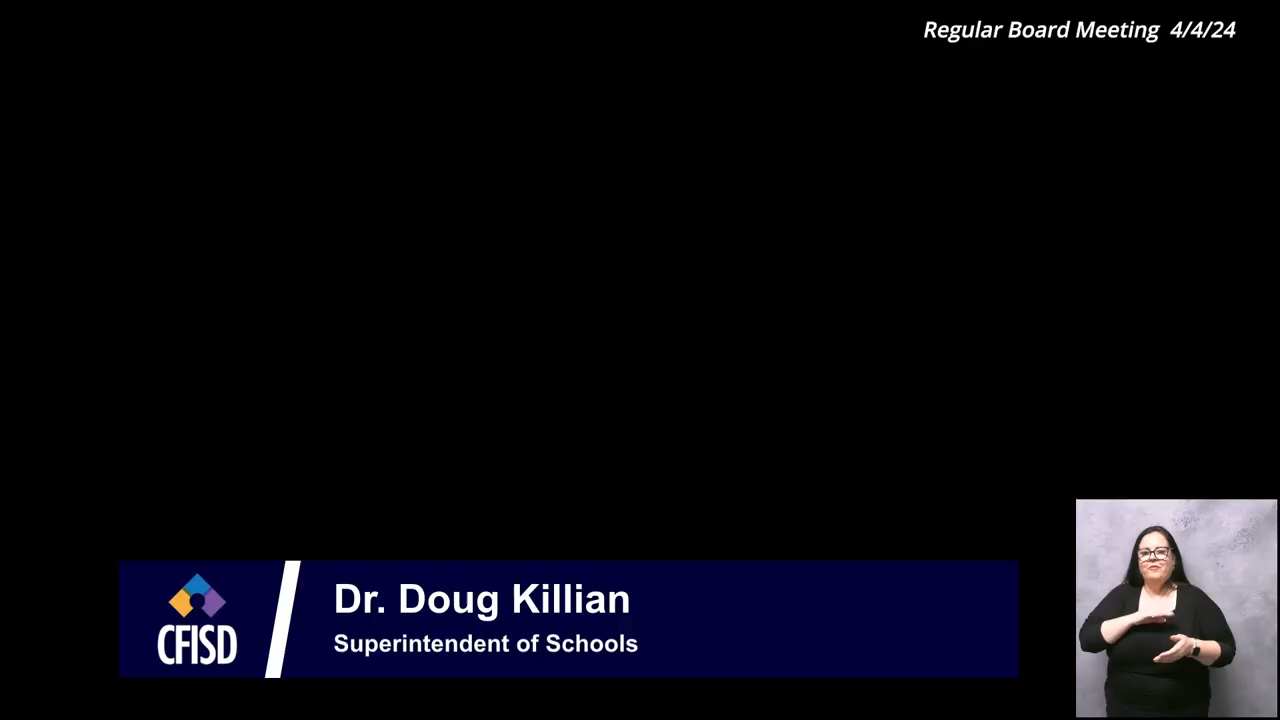 Regular Board Meeting 4/4/24
Dr. Doug Killian
CFISD
Superintendent of Schools